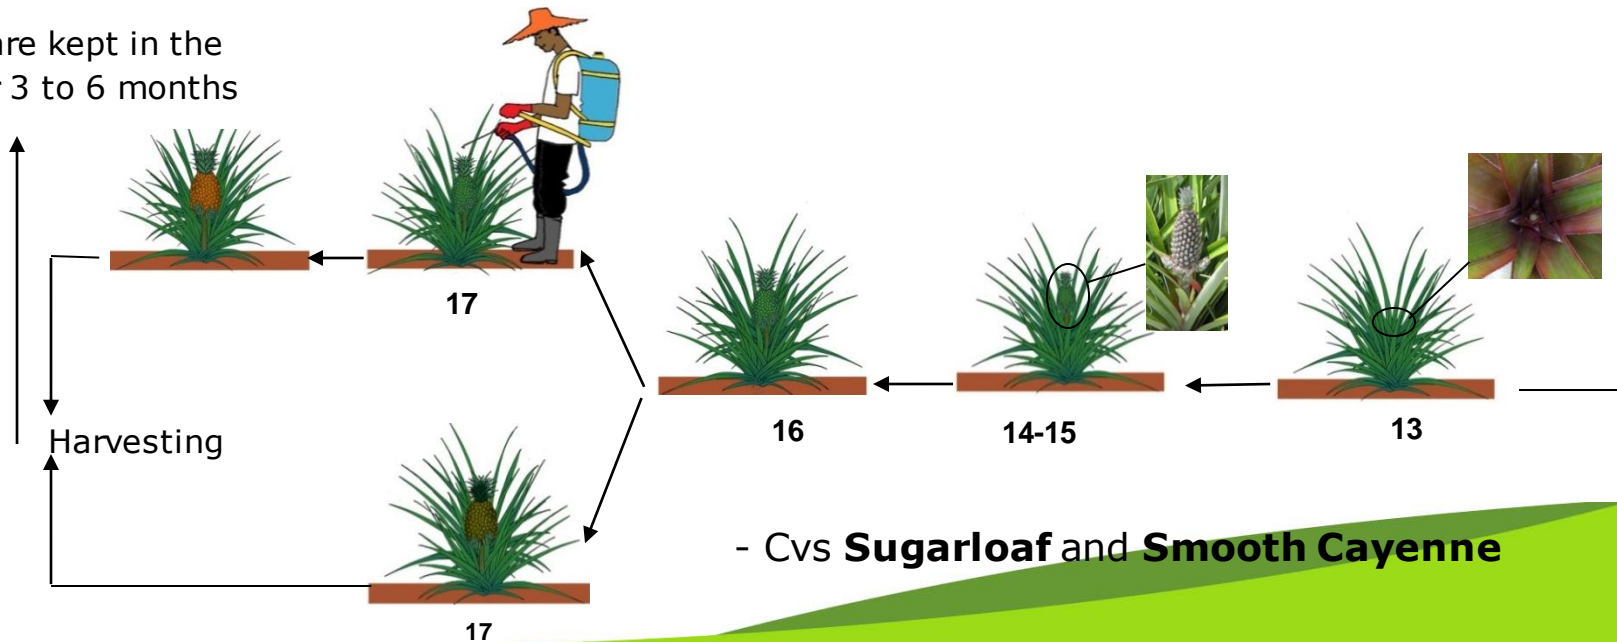 are kept in the
3 to 6 months
17
16
14-15
13
Harvesting
- Cvs Sugarloaf and Smooth Cayenne
17